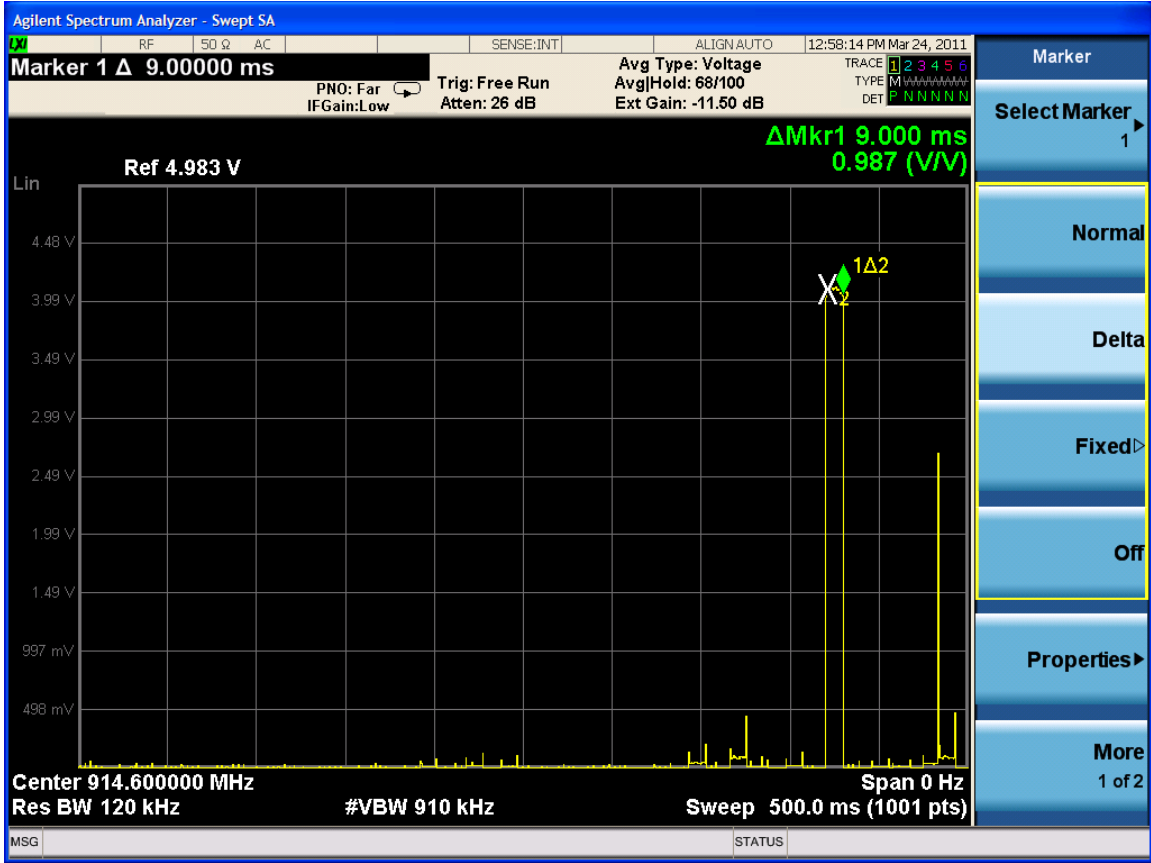 Agilent Spectrum Analyzer - Swept SA
LXI RF 50 Ω AC SENSE:INT ALIGN AUTO 12:58:14 PM Mar 24, 2011
Marker 1 Δ 9.00000 ms
PNO: Far
IFGain:Low
Trig: Free Run
Atten: 26 dB
Avg Type: Voltage
Avg|Hold: 68/100
Ext Gain: -11.50 dB
TRACE 1 2 3 4 5 6
TYPE M
DET P N N N N N
ΔMkr1 9.000 ms
0.987 (V/V)
Ref 4.983 V
Lin
4.48 V
3.99 V
3.49 V
2.99 V
2.49 V
1.99 V
1.49 V
997 mV
498 mV
1Δ2
X2
Center 914.600000 MHz
Span 0 Hz
Res BW 120 kHz
#VBW 910 kHz
Sweep 500.0 ms (1001 pts)
MSG
STATUS
Marker
Select Marker
1
Normal
Delta
Fixed
Off
Properties
More
1 of 2